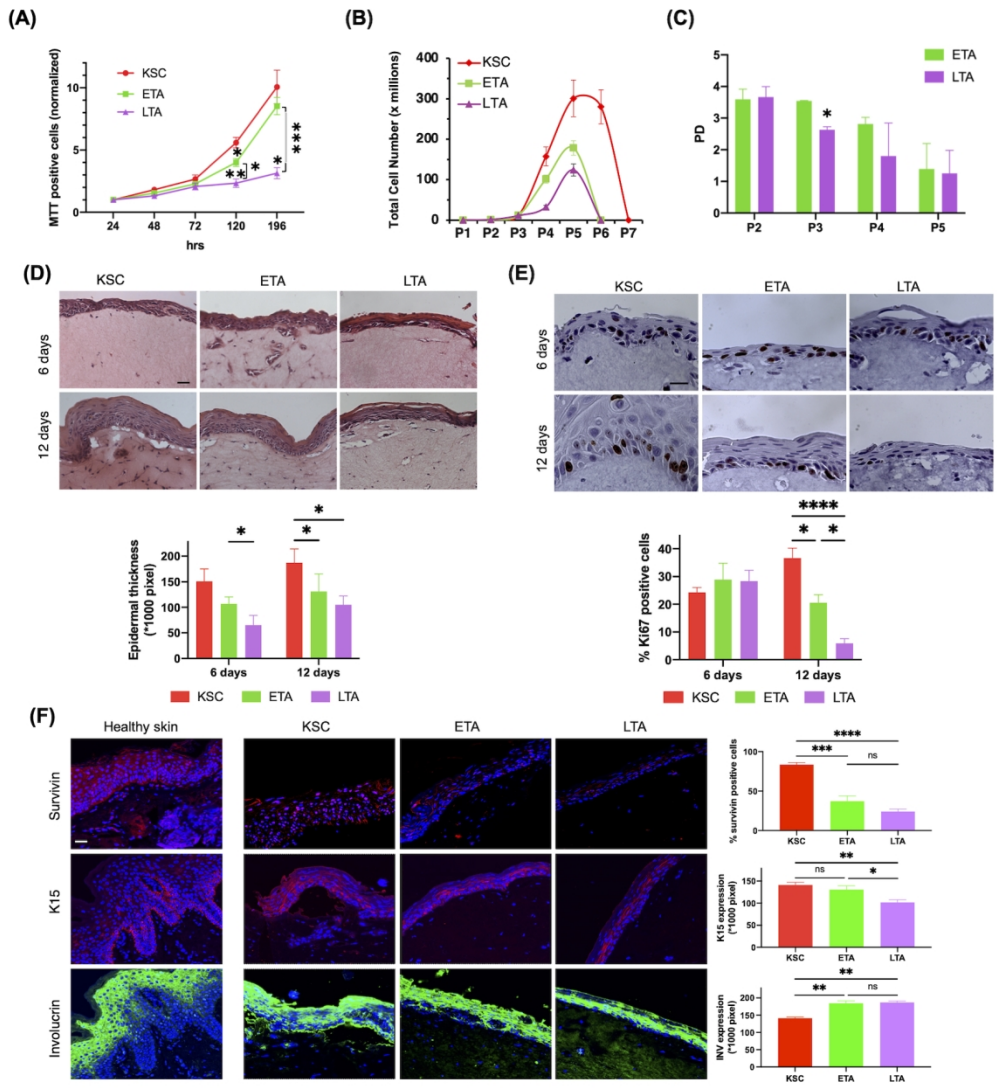 (A)
MTT positive cells (normalized)
10
5
0
KSC
ETA
LTA
*
**
*
*
***
24 48 72 120 196
hrs
(B)
Total Cell Number (x millions)
400
300
200
100
0
KSC
ETA
LTA
P1 P2 P3 P4 P5 P6 P7
(C)
PD
5
4
3
2
1
0
ETA
LTA
*
P2 P3 P4 P5
(D)
KSC ETA LTA
6 days
12 days
Epidermal thickness
(*1000 pixel)
200
150
100
50
0
*
*
*
6 days 12 days
KSC ETA LTA
(E)
KSC ETA LTA
6 days
12 days
% Ki67 positive cells
40
30
20
10
0
****
* *
6 days 12 days
KSC ETA LTA
(F)
Healthy skin KSC ETA LTA
Survivin
K15
Involucrin
% survivin positive cells
150
100
50
0
****
*** ns
KSC ETA LTA
K15 expression
(*1000 pixel)
200
150
100
50
0
**
ns *
KSC ETA LTA
INV expression
(*1000 pixel)
200
150
100
50
0
**
** ns
KSC ETA LTA